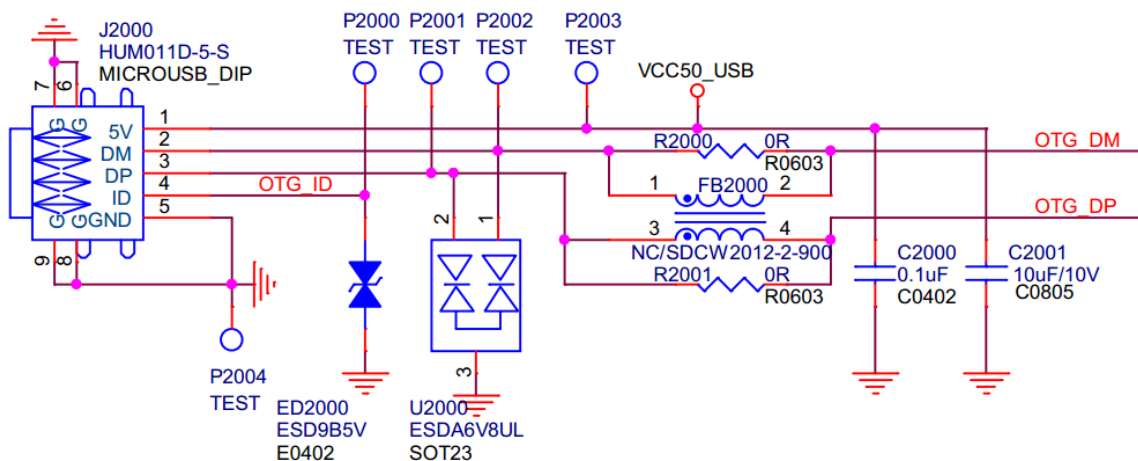 J2000
HUM011D-5-S
MICROUSB_DIP
7
6
G G
5V
DM
DP
ID
GND
G G
1
2
3
4
5
9
8
P2000
TEST
P2001
TEST
P2002
TEST
P2003
TEST
VCC50_USB
OTG_ID
P2004
TEST
ED2000
ESD9B5V
E0402
2
1
3
U2000
ESDA6V8UL
SOT23
R2000
0R
R0603
1
FB2000
2
3
4
NC/SDCW2012-2-900
R2001
0R
R0603
OTG_DM
OTG_DP
C2000
0.1uF
C0402
C2001
10uF/10V
C0805